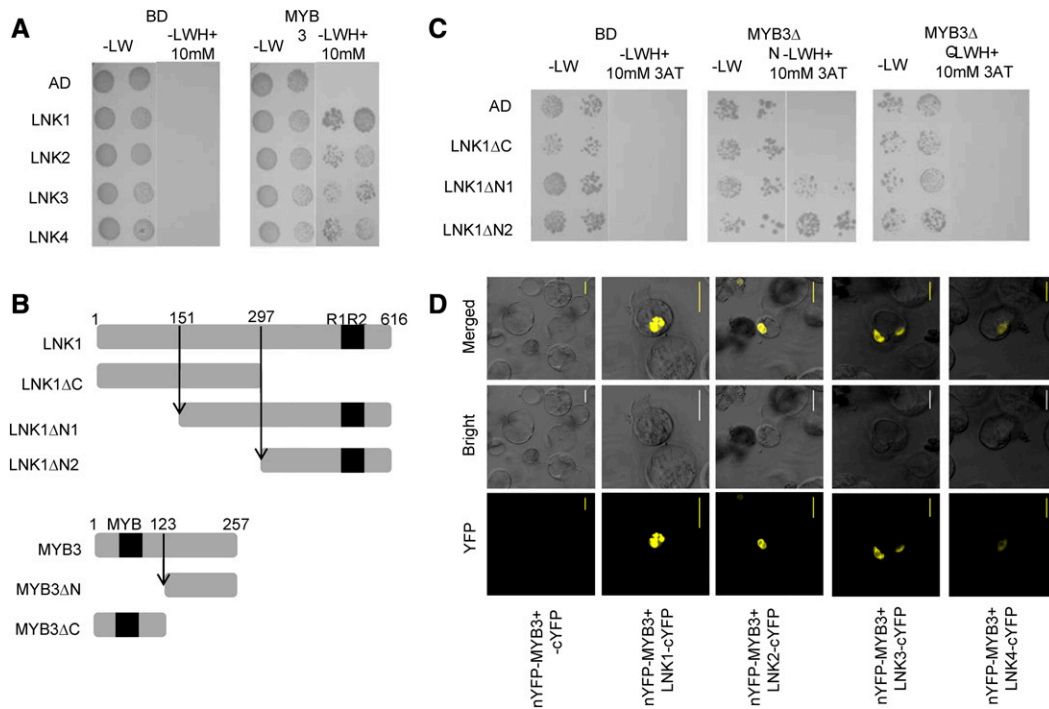 A
BD
MYB
3
-LW
-LWH+
10mM
-LW
-LWH+
10mM
AD
LNK1
LNK2
LNK3
LNK4
B
1 151 297 R1R2 616
LNK1
LNK1ΔC
LNK1ΔN1
LNK1ΔN2
1 MYB 123 257
MYB3
MYB3ΔN
MYB3ΔC
C
BD
MYB3Δ
N
MYB3Δ
C
-LW
-LWH+
10mM 3AT
-LW
-LWH+
10mM 3AT
-LW
-LWH+
10mM 3AT
AD
LNK1ΔC
LNK1ΔN1
LNK1ΔN2
D
Merged
Bright
YFP
nYFP-MYB3+
-cYFP
nYFP-MYB3+
LNK1-cYFP
nYFP-MYB3+
LNK2-cYFP
nYFP-MYB3+
LNK3-cYFP
nYFP-MYB3+
LNK4-cYFP